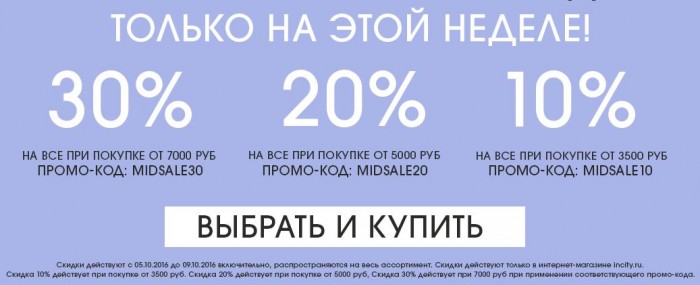 ТОЛЬКО НА ЭТОЙ НЕДЕЛЕ!
30% 20% 10%
НА ВСЕ ПРИ ПОКУПКЕ ОТ 7000 РУБ НА ВСЕ ПРИ ПОКУПКЕ ОТ 5000 РУБ НА ВСЕ ПРИ ПОКУПКЕ ОТ 3500 РУБ
ПРОМО-КОД: MIDSALE30 ПРОМО-КОД: MIDSALE20 ПРОМО-КОД: MIDSALE10
ВЫБРАТЬ И КУПИТЬ
Скидки действуют с 05.10.2016 до 09.10.2016 включительно, распространяются на весь ассортимент. Скидки действуют только в интернет-магазине incity.ru.
Скидка 10% действует при покупке от 3500 руб. Скидка 20% действует при покупке от 5000 руб, Скидка 30% действует при 7000 руб при применении соответствующего промо-кода.